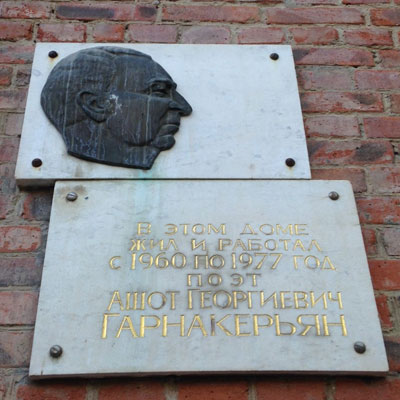 В ЭТОМ ДОМЕ
ЖИЛ И РАБОТАЛ
С 1960 ПО 1977 ГОД
ПОЭТ
АШОТ ГЕОРГИЕВИЧ
ГАРНАКЕРЬЯН